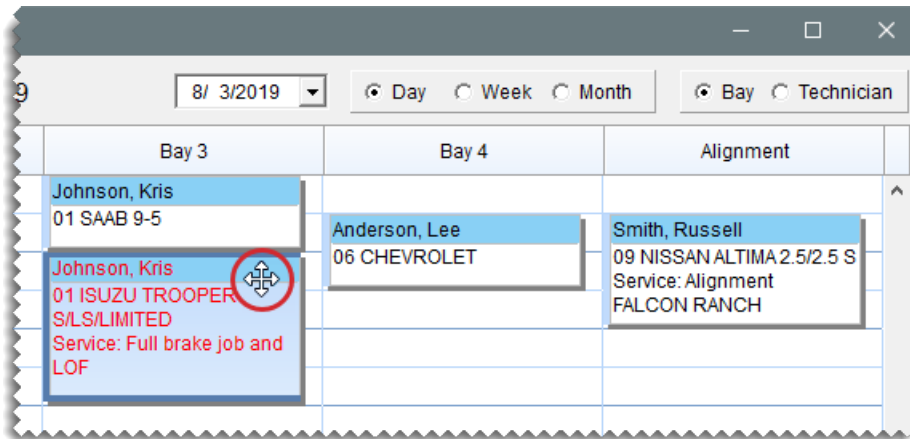 9
8/ 3/2019
Day
Week
Month
Bay
Technician
Bay 3
Bay 4
Alignment
Johnson, Kris
01 SAAB 9-5
Johnson, Kris
01 ISUZU TROOPER
S/LS/LIMITED
Service: Full brake job and
LOF
Anderson, Lee
06 CHEVROLET
Smith, Russell
09 NISSAN ALTIMA 2.5/2.5 S
Service: Alignment
FALCON RANCH